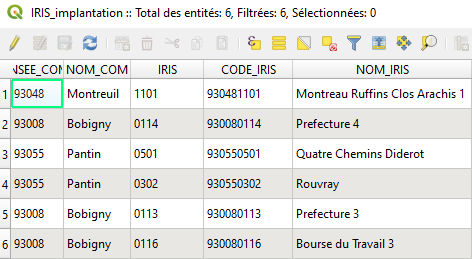 IRIS_implantation :: Total des entités: 6, Filtrées: 6, Sélectionnées: 0
NSEE_COM NOM_COM IRIS CODE_IRIS NOM_IRIS
1 93048 Montreuil 1101 930481101 Montreau Ruffins Clos Arachis 1
2 93008 Bobigny 0114 930080114 Prefecture 4
3 93055 Pantin 0501 930550501 Quatre Chemins Diderot
4 93055 Pantin 0302 930550302 Rouvray
5 93008 Bobigny 0113 930080113 Prefecture 3
6 93008 Bobigny 0116 930080116 Bourse du Travail 3